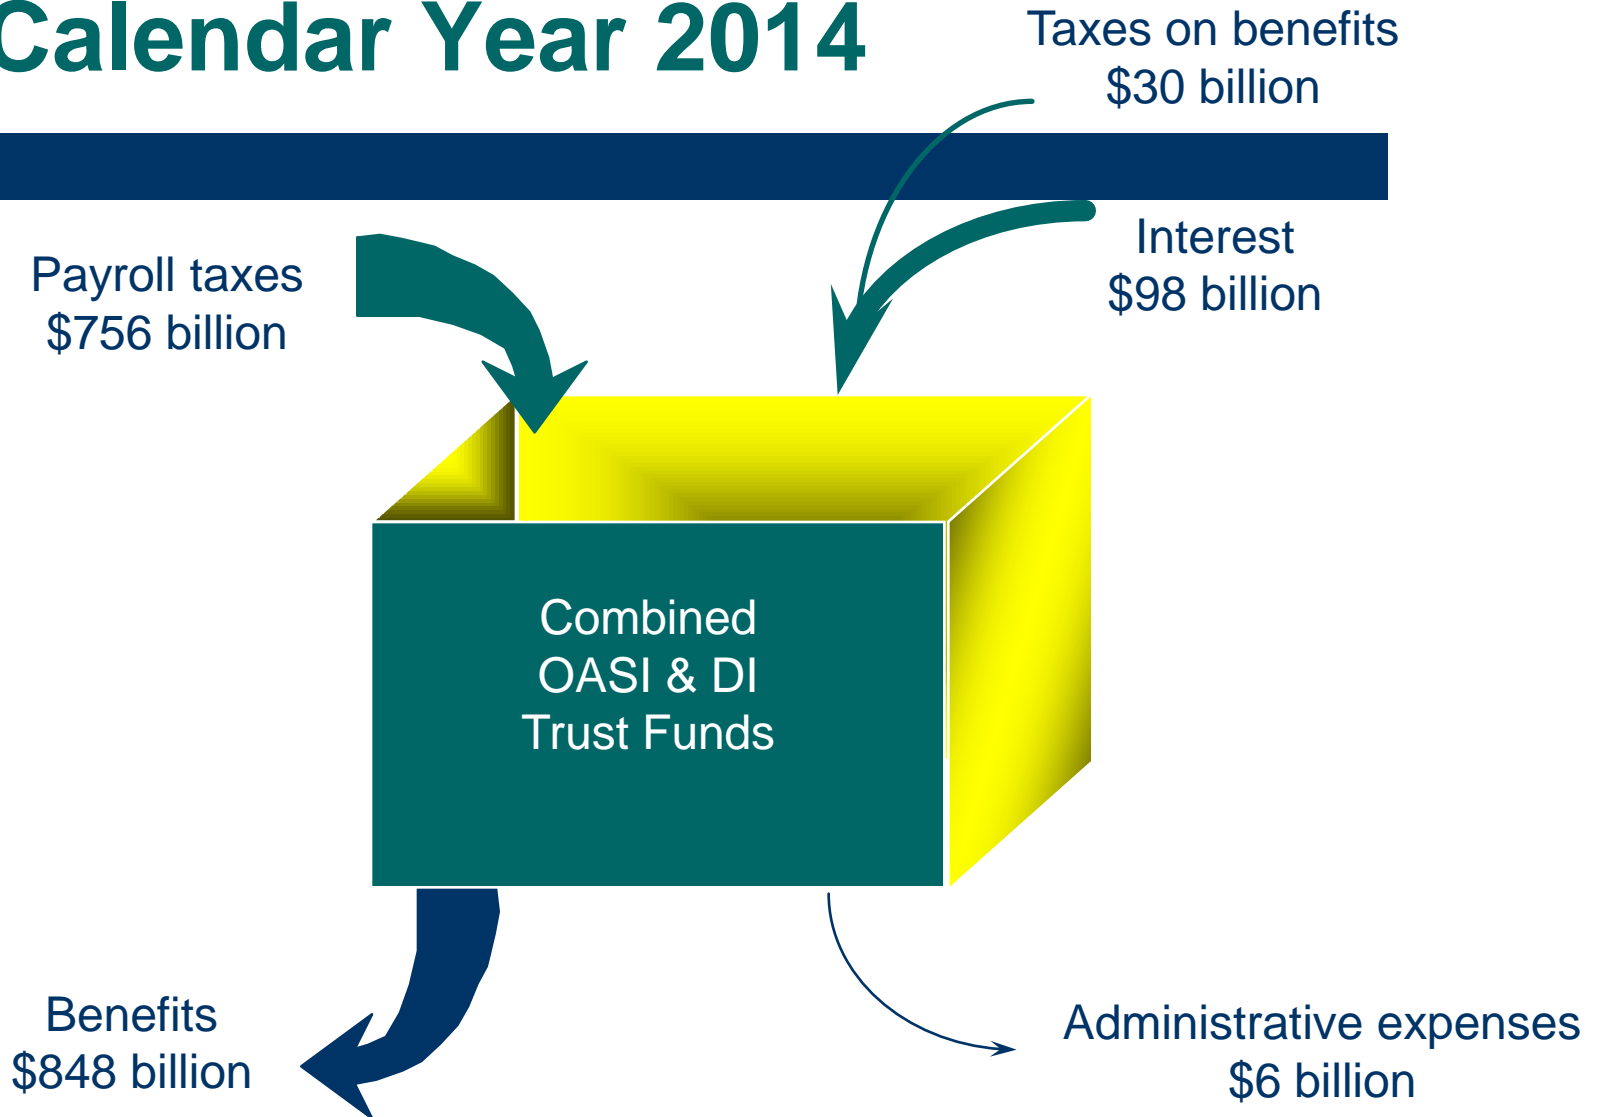 Calendar Year 2014
Taxes on benefits
$30 billion
Interest
$98 billion
Payroll taxes
$756 billion
Combined
OASI & DI
Trust Funds
Benefits
$848 billion
Administrative expenses
$6 billion